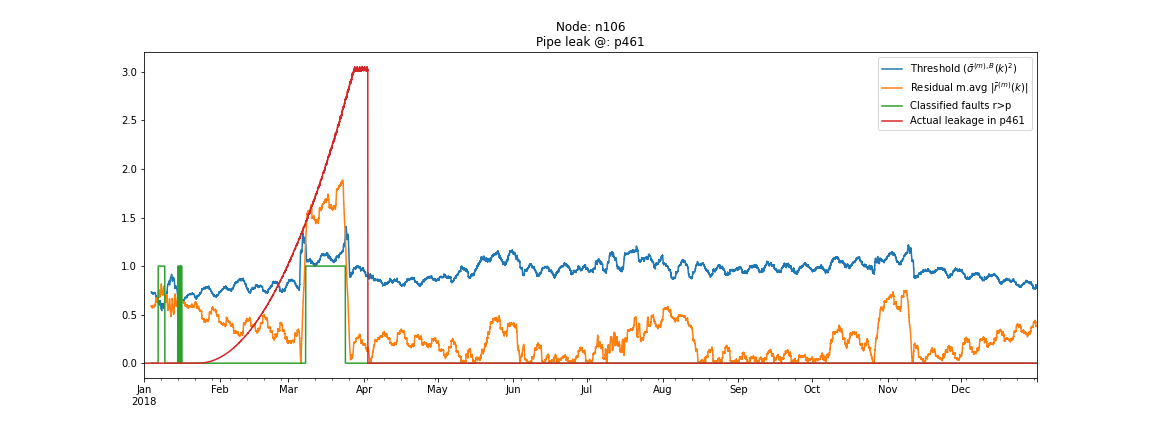 Node: n106
Pipe leak @: p461
Threshold (σ̄⁽ᵐ⁾,ᴮ(k)²)
Residual m.avg |r̄⁽ᵐ⁾(k)|
Classified faults r>p
Actual leakage in p461
3.0
2.5
2.0
1.5
1.0
0.5
0.0
Jan Feb Mar Apr May Jun Jul Aug Sep Oct Nov Dec
2018